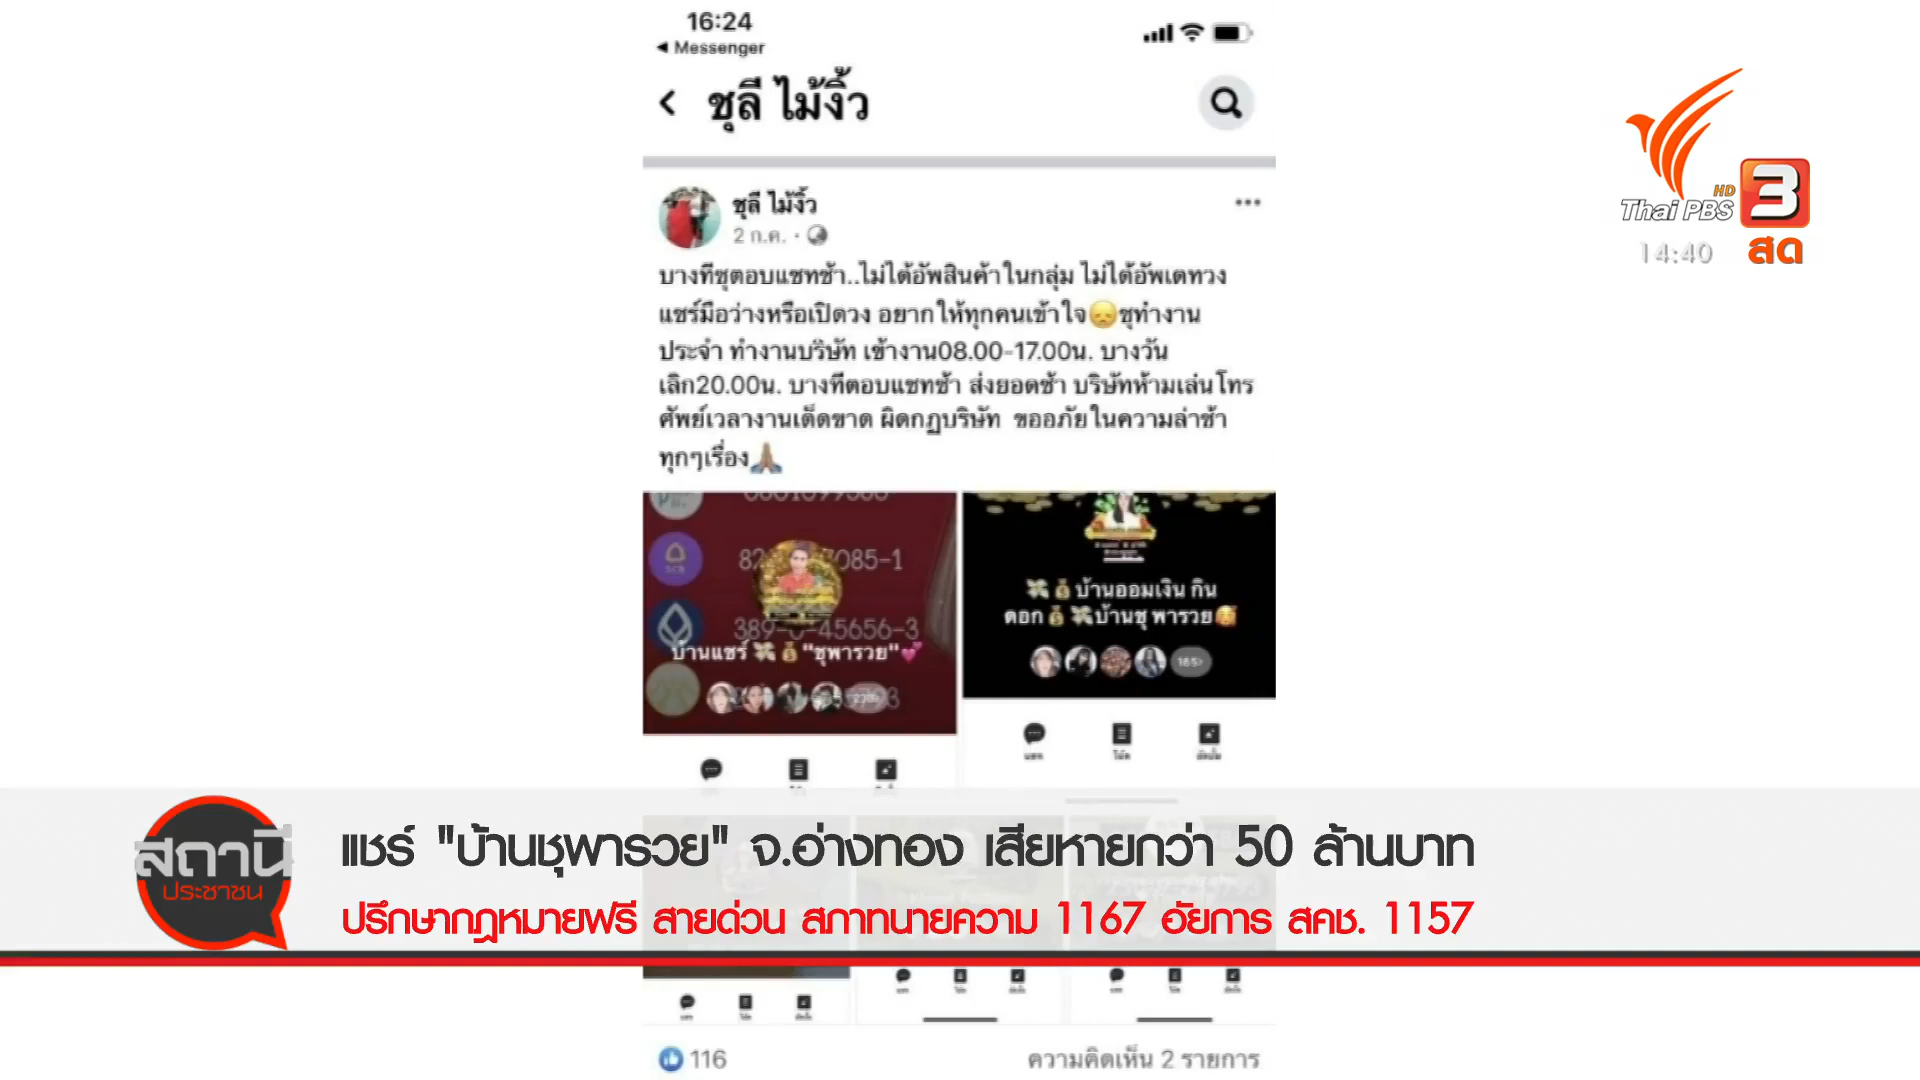 16:24
◀ Messenger
ชุลี ไม้งิ้ว
ชุลี ไม้งิ้ว
2 ก.ค. ·
บางทีชุตอบแชทช้า..ไม่ได้อัพสินค้าในกลุ่ม ไม่ได้อัพเดทวง
แชร์มือว่างหรือเปิดวง อยากให้ทุกคนเข้าใจ😞ชุทำงาน
ประจำ ทำงานบริษัท เข้างาน08.00-17.00น. บางวัน
เลิก20.00น. บางทีตอบแชทช้า ส่งยอดช้า บริษัทห้ามเล่นโทร
ศัพย์เวลางานเด็ดขาด ผิดกฏบริษัท ขออภัยในความล่าช้า
ทุกๆเรื่อง🙏🏽
085-1
389-0-45656-3
บ้านแชร์ 💸💰"ชุพารวย"💕
💸💰บ้านออมเงิน กิน
ดอก💰💸บ้านชุ พารวย🥰
แชท
โน้ต
อัลบั้ม
Thai PBS HD 3
14:40 สด
สถานี
ประชาชน
แชร์ "บ้านชุพารวย" จ.อ่างทอง เสียหายกว่า 50 ล้านบาท
ปรึกษากฎหมายฟรี สายด่วน สภาทนายความ 1167 อัยการ สคช. 1157
116
ความคิดเห็น 2 รายการ